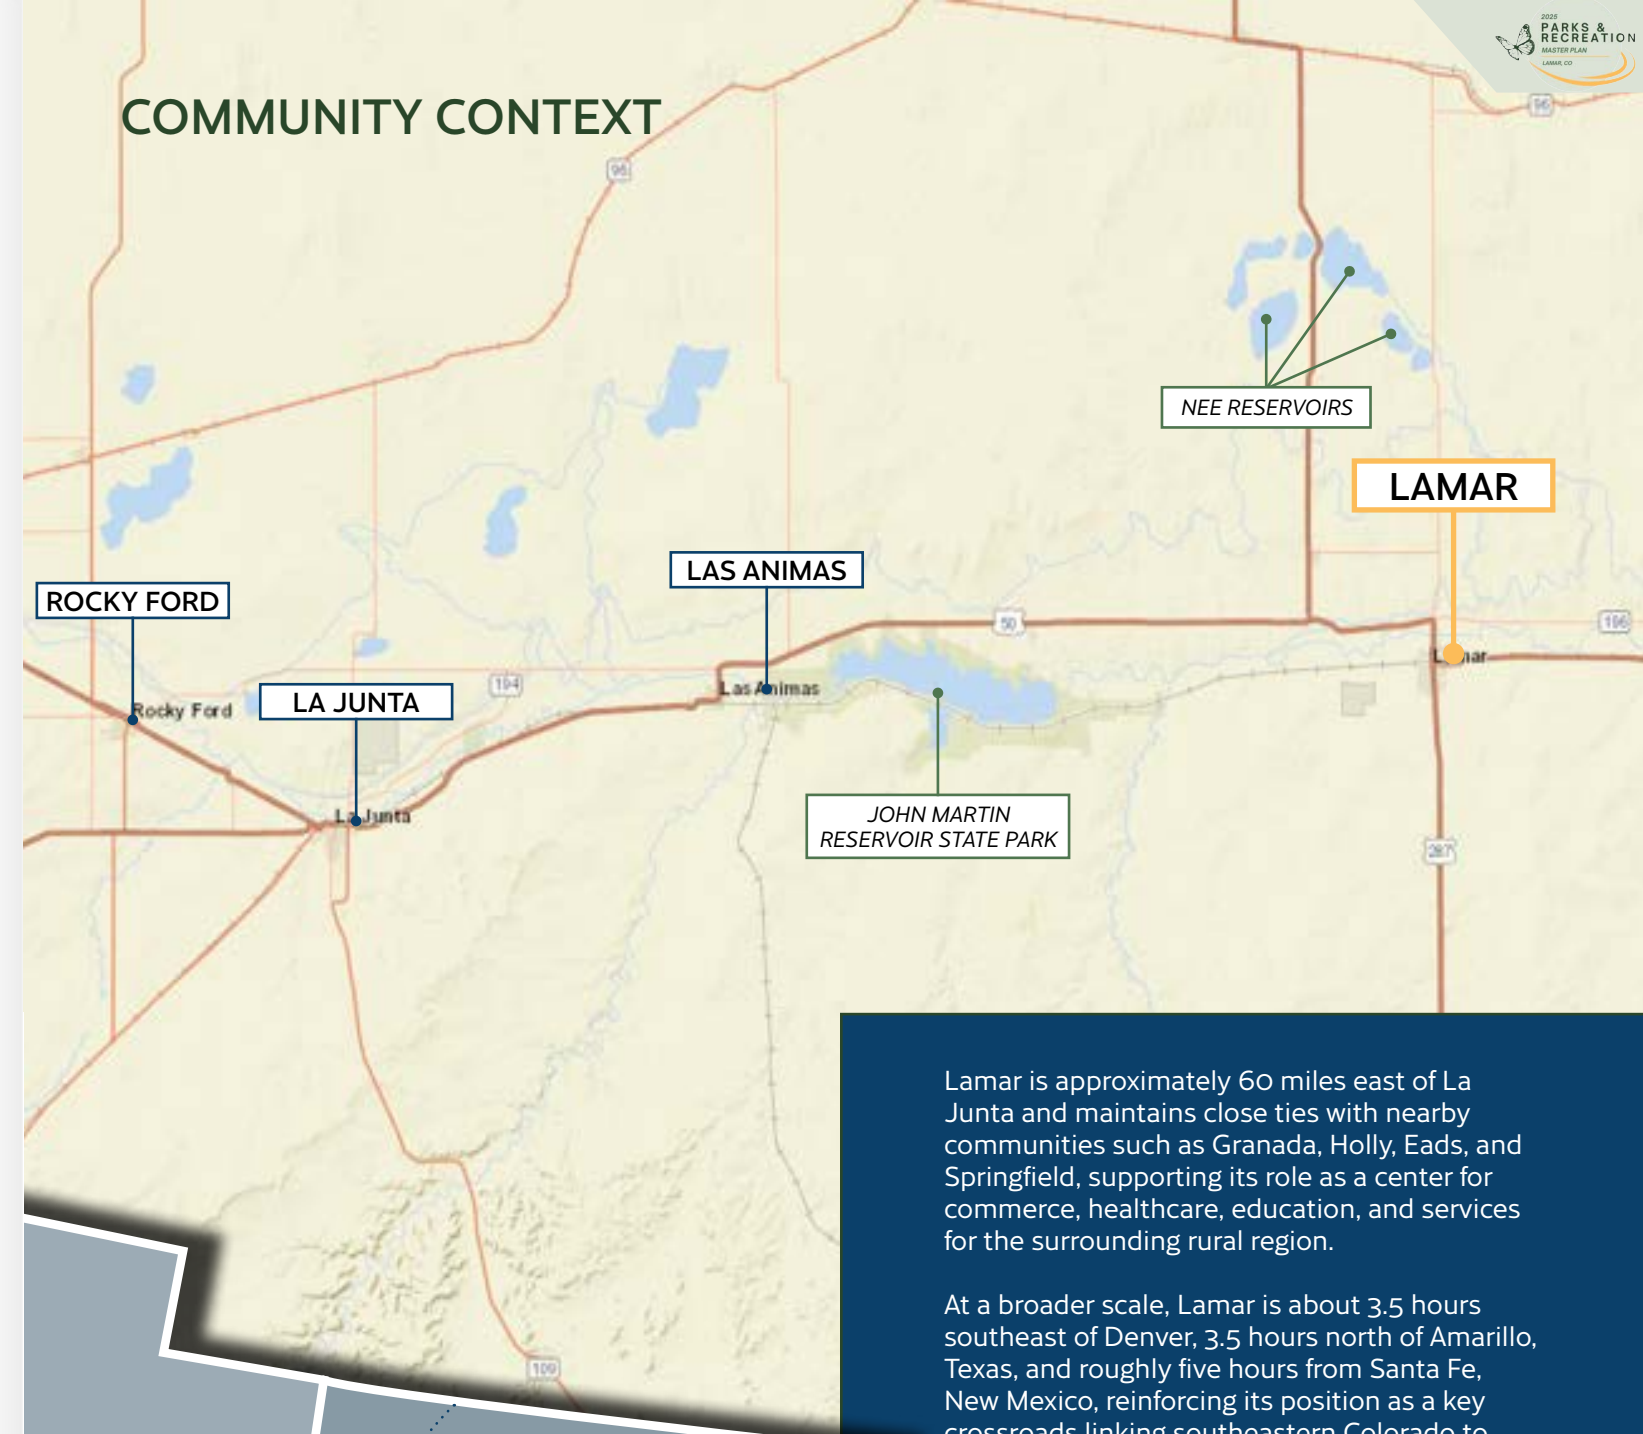 2025
PARKS &
RECREATION
MASTER PLAN
LAMAR, CO
COMMUNITY CONTEXT
96
96
NEE RESERVOIRS
LAMAR
LAS ANIMAS
ROCKY FORD
50
196
Las Animas
194
LA JUNTA
Rocky Ford
La Junta
JOHN MARTIN
RESERVOIR STATE PARK
287
Lamar is approximately 60 miles east of La
Junta and maintains close ties with nearby
communities such as Granada, Holly, Eads, and
Springfield, supporting its role as a center for
commerce, healthcare, education, and services
for the surrounding rural region.
At a broader scale, Lamar is about 3.5 hours
southeast of Denver, 3.5 hours north of Amarillo,
Texas, and roughly five hours from Santa Fe,
New Mexico, reinforcing its position as a key
crossroads linking southeastern Colorado to
109